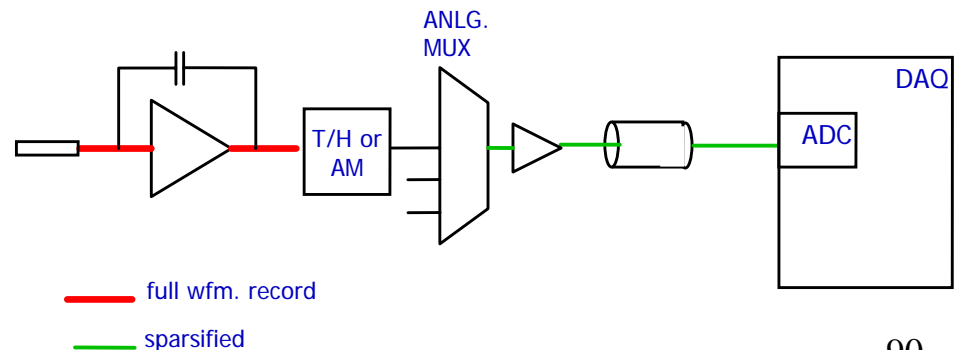 ANLG.
MUX
DAQ
T/H or
AM
ADC
full wfm. record
sparsified